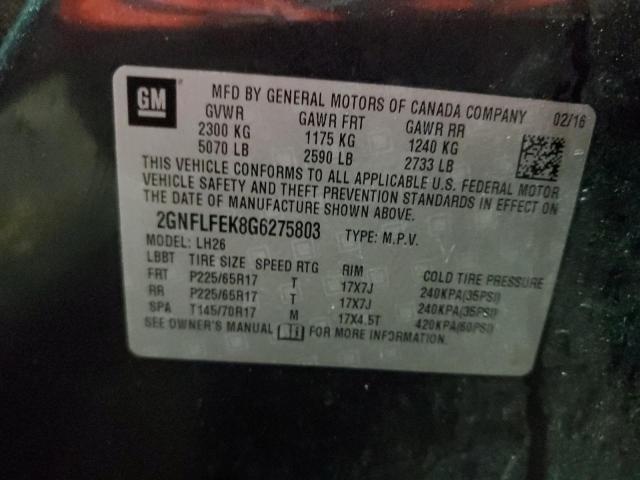 GM
MFD BY GENERAL MOTORS OF CANADA COMPANY 02/16
GVWR GAWR FRT GAWR RR
2300 KG 1175 KG 1240 KG
5070 LB 2590 LB 2733 LB
THIS VEHICLE CONFORMS TO ALL APPLICABLE U.S. FEDERAL MOTOR
VEHICLE SAFETY AND THEFT PREVENTION STANDARDS IN EFFECT ON
THE DATE OF MANUFACTURE SHOWN ABOVE.
2GNFLFEK8G6275803 TYPE: M.P.V.
MODEL: LH26
LBBT TIRE SIZE SPEED RTG RIM COLD TIRE PRESSURE
FRT P225/65R17 T 17X7J 240KPA(35PSI)
RR P225/65R17 T 17X7J 240KPA(35PSI)
SPA T145/70R17 M 17X4.5T 420KPA(60PSI)
SEE OWNER'S MANUAL FOR MORE INFORMATION.